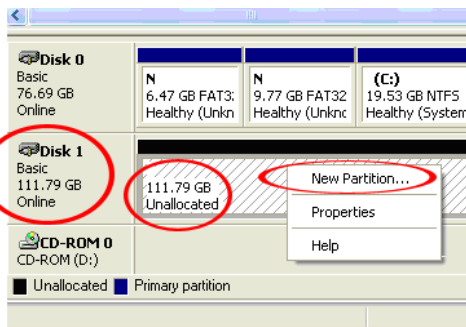 Disk 0
Basic
76.69 GB
Online
N
6.47 GB FAT32
Healthy (Unkn
N
9.77 GB FAT32
Healthy (Unknc
(C:)
19.53 GB NTFS
Healthy (System
Disk 1
Basic
111.79 GB
Online
111.79 GB
Unallocated
New Partition...
Properties
Help
CD-ROM 0
CD-ROM (D:)
Unallocated
Primary partition